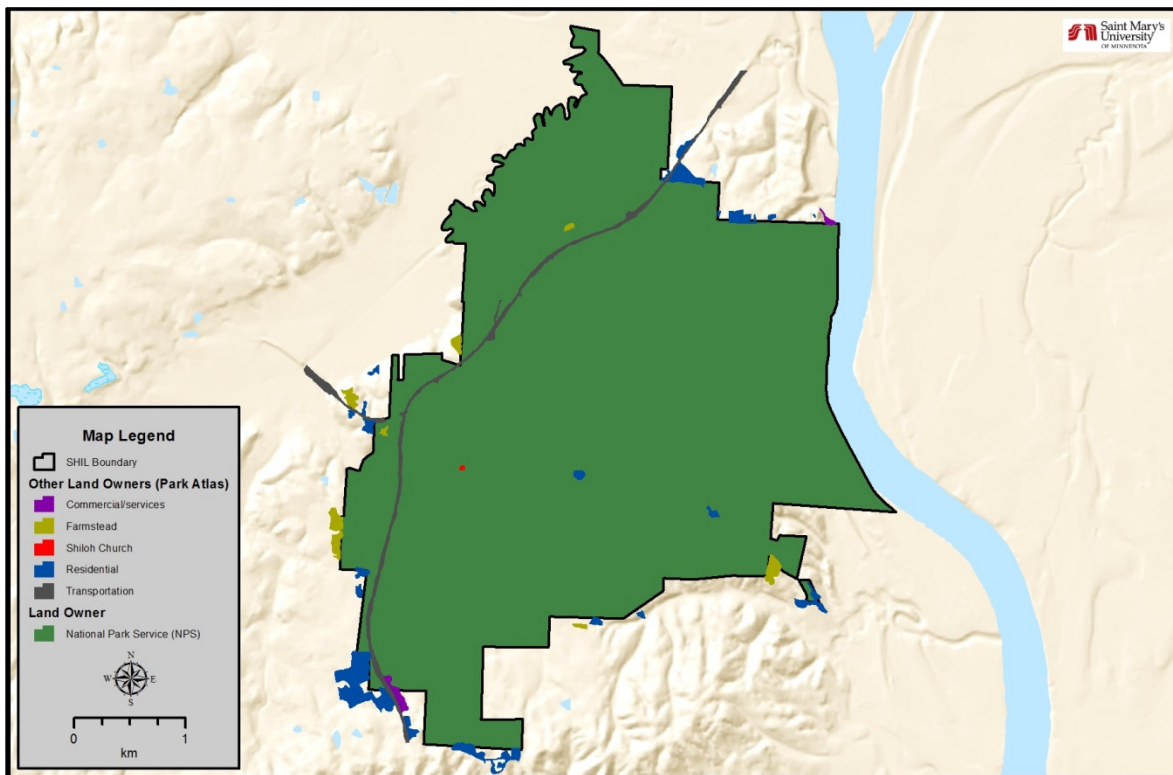 Saint Mary's
University
OF MINNESOTA
Map Legend
SHIL Boundary
Other Land Owners (Park Atlas)
Commercial/services
Farmstead
Shiloh Church
Residential
Transportation
Land Owner
National Park Service (NPS)
N
W E
S
0 1
km